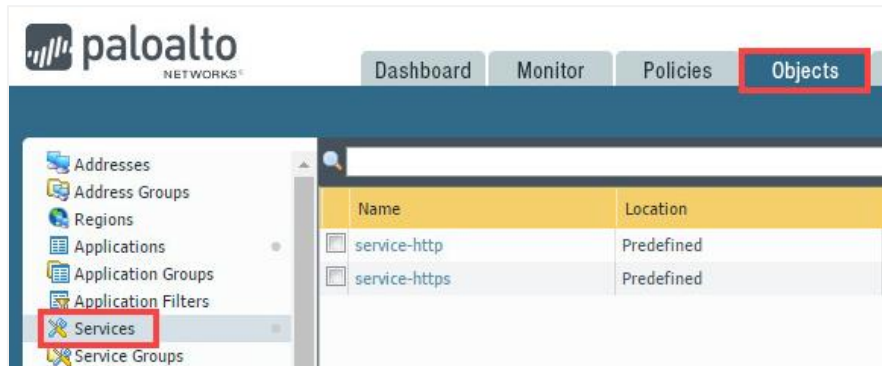 paloalto
NETWORKS®
Dashboard Monitor Policies Objects
Addresses
Address Groups
Regions
Applications
Application Groups
Application Filters
Services
Service Groups
Name Location
service-http Predefined
service-https Predefined